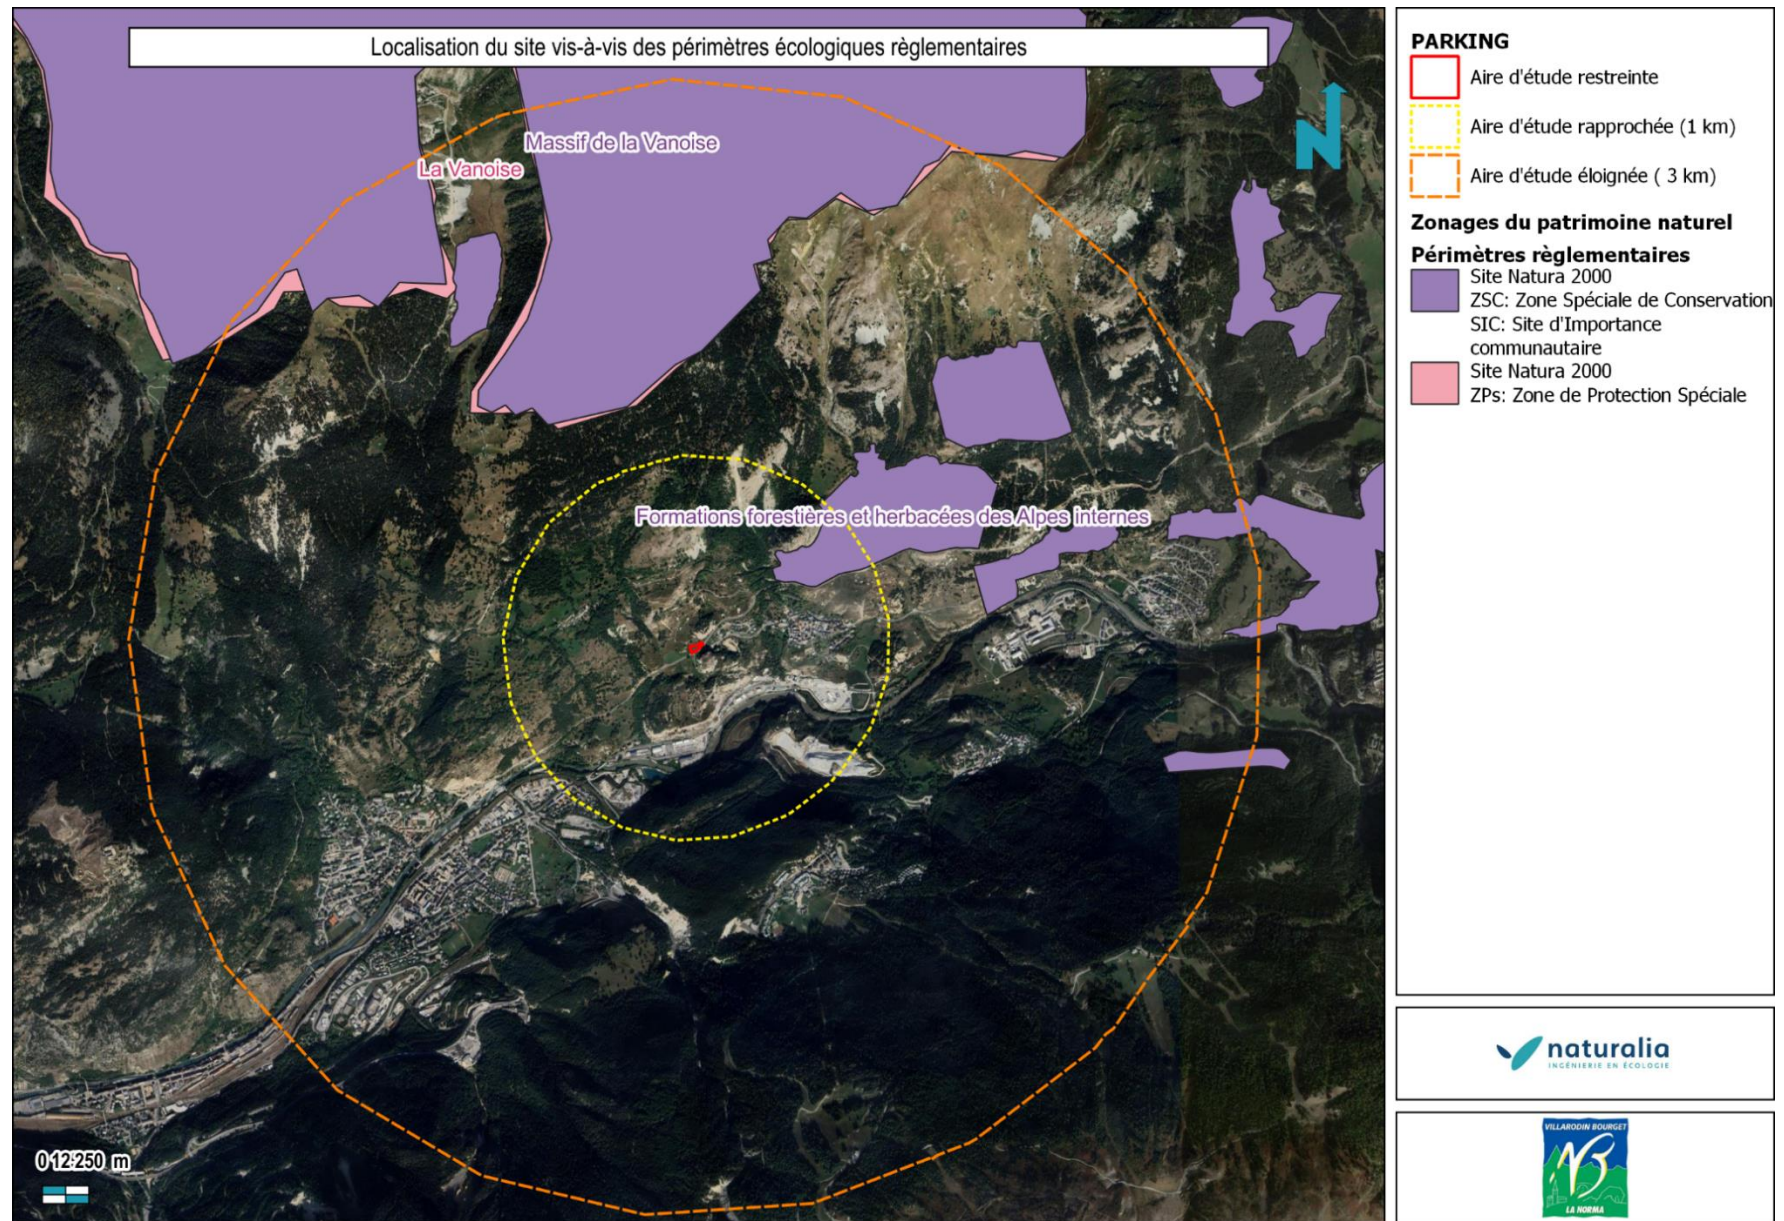 Localisation du site vis-à-vis des périmètres écologiques règlementaires
Massif de la Vanoise
La Vanoise
Formations forestières et herbacées des Alpes internes
0 12 250 m
N
PARKING
Aire d'étude restreinte
Aire d'étude rapprochée (1 km)
Aire d'étude éloignée ( 3 km)
Zonages du patrimoine naturel
Périmètres règlementaires
Site Natura 2000
ZSC: Zone Spéciale de Conservation
SIC: Site d'Importance
communautaire
Site Natura 2000
ZPs: Zone de Protection Spéciale
naturalia
INGÉNIERIE EN ÉCOLOGIE
VILLARODIN BOURGET
LA NORMA